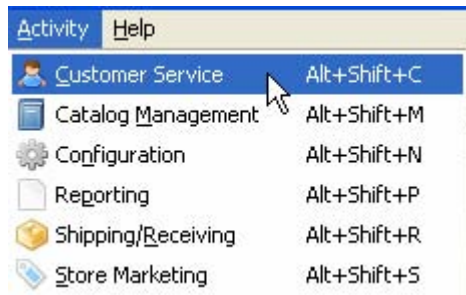 Activity Help
Customer Service Alt+Shift+C
Catalog Management Alt+Shift+M
Configuration Alt+Shift+N
Reporting Alt+Shift+P
Shipping/Receiving Alt+Shift+R
Store Marketing Alt+Shift+S